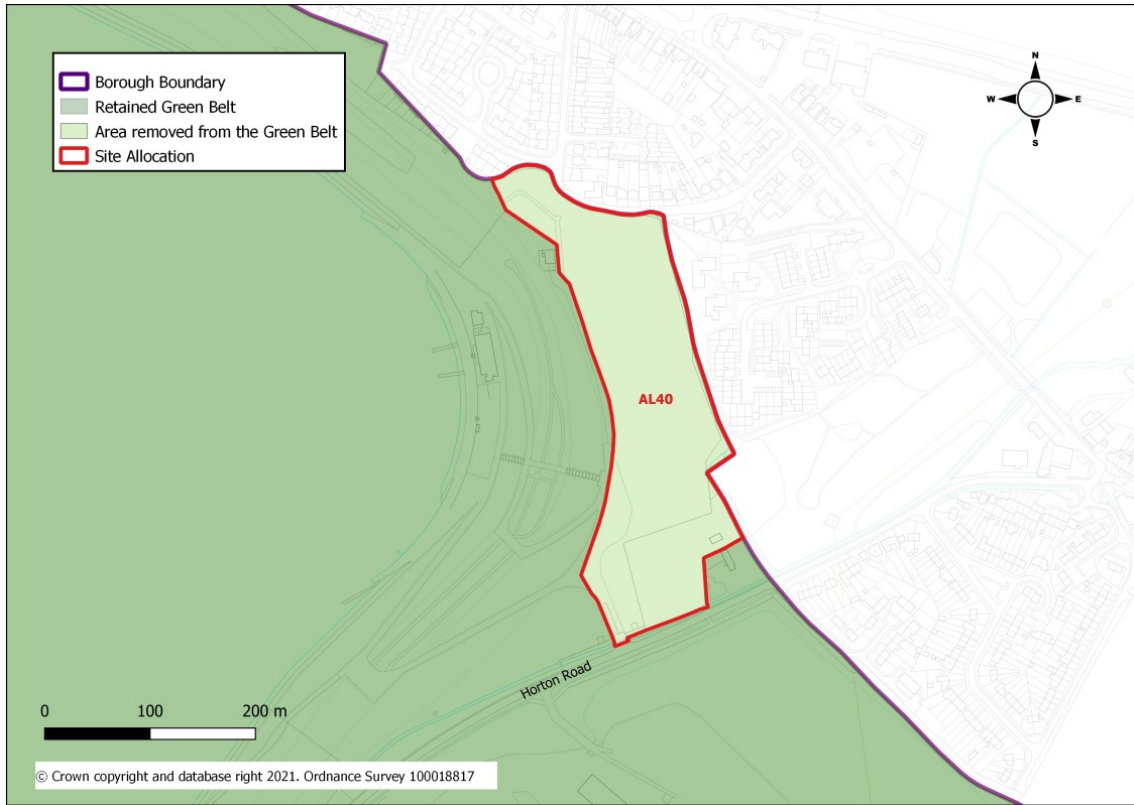 Borough Boundary
Retained Green Belt
Area removed from the Green Belt
Site Allocation
N
W
E
S
AL40
Horton Road
0 100 200 m
© Crown copyright and database right 2021. Ordnance Survey 100018817